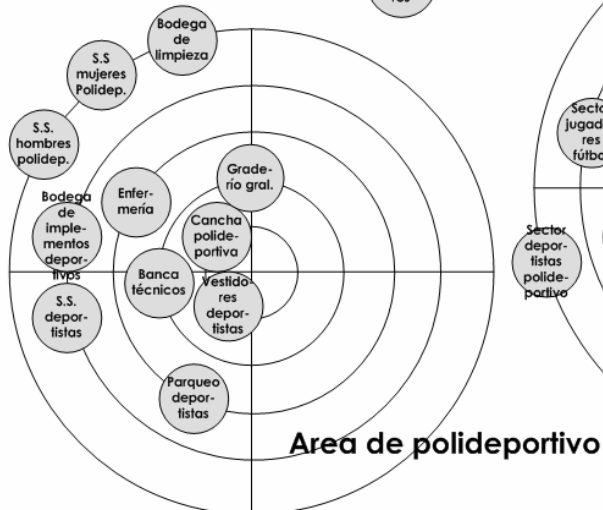 Bodega
de
limpieza
S.S
mujeres
Polidep.
S.S.
hombres
polidep.
Grade-
río gral.
Enfer-
mería
Bodega
de
imple-
mentos
depor-
tivos
Cancha
polide-
portiva
Banca
técnicos
Vestido-
res
depor-
tistas
S.S.
depor-
tistas
Parqueo
depor-
tistas
Area de polideportivo
res
Sector
depor-
tistas
polide-
portivo